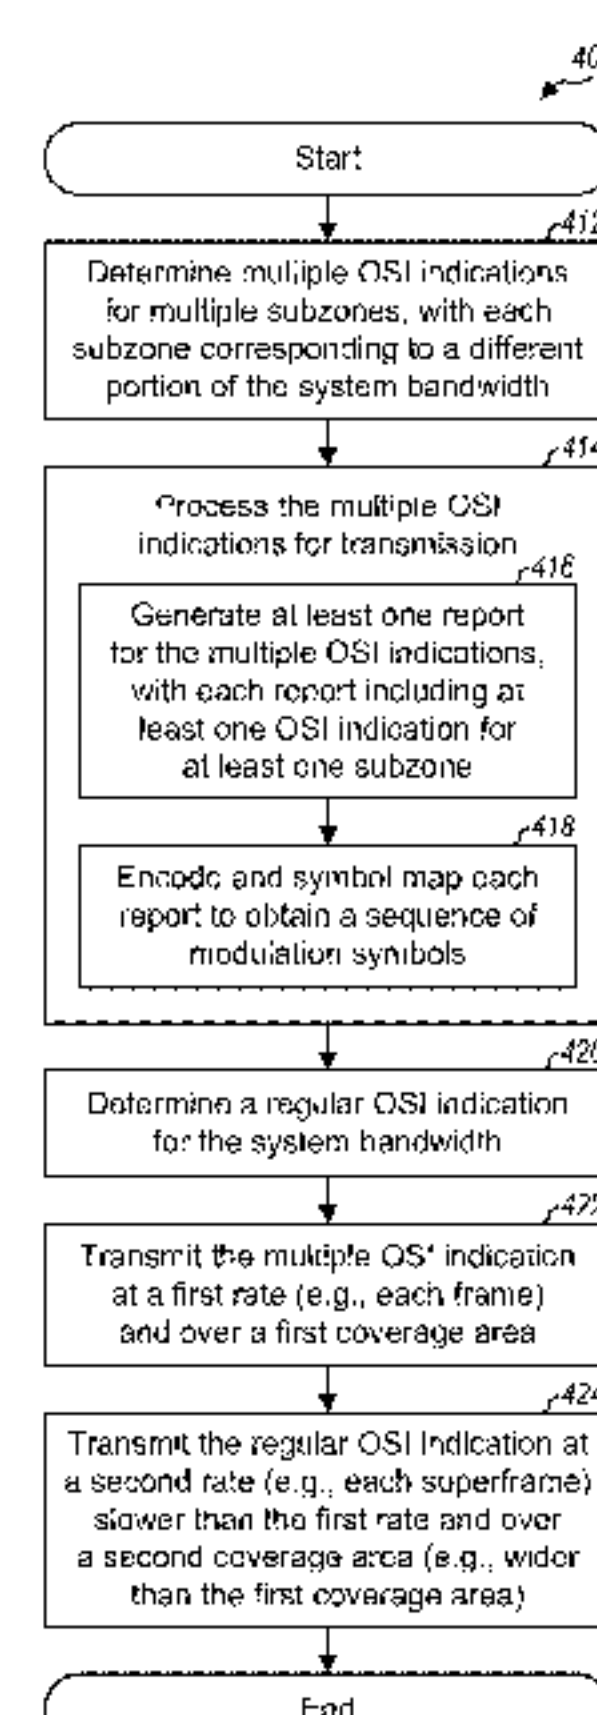 40
Start
412
Determine multiple OSI indications
for multiple subzones, with each
subzone corresponding to a different
portion of the system bandwidth
414
Process the multiple OSI
indications for transmission
416
Generate at least one report
for the multiple OSI indications,
with each report including at
least one OSI indication for
at least one subzone
418
Encode and symbol map each
report to obtain a sequence of
modulation symbols
420
Determine a regular OSI indication
for the system bandwidth
422
Transmit the multiple OSI indication
at a first rate (e.g., each frame)
and over a first coverage area
424
Transmit the regular OSI indication at
a second rate (e.g., each superframe)
slower than the first rate and over
a second coverage area (e.g., wider
than the first coverage area)
End